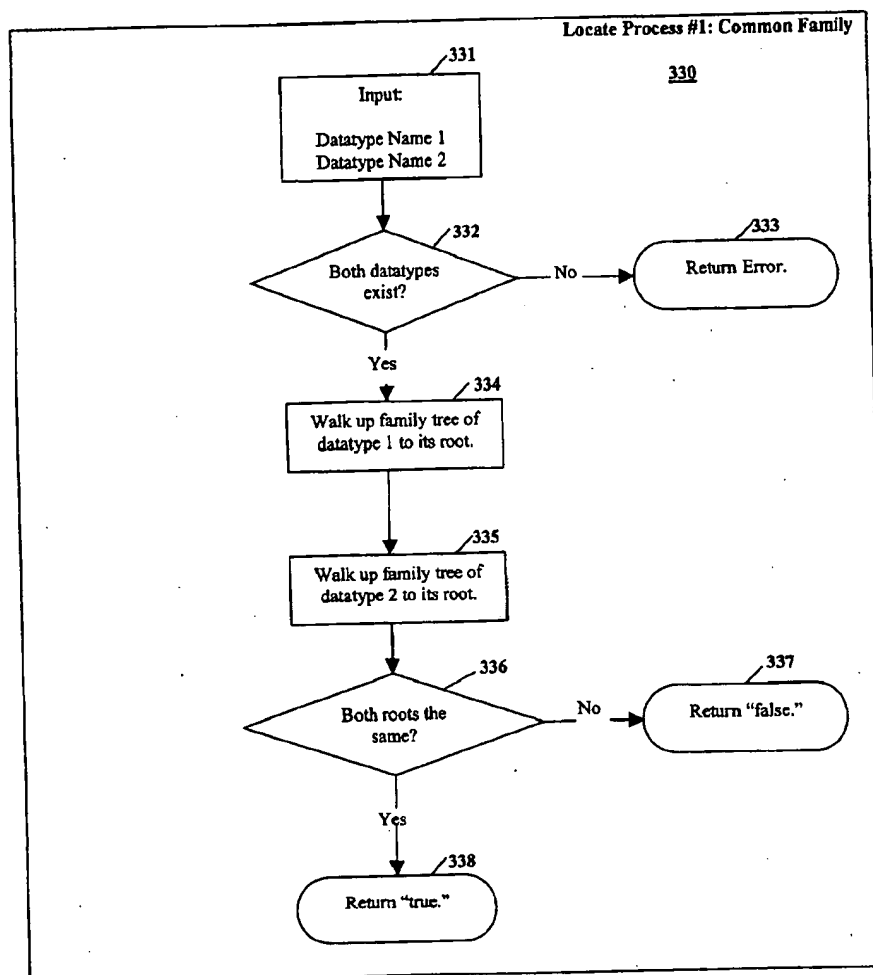 Locate Process #1: Common Family
330
331
Input:
Datatype Name 1
Datatype Name 2
332
Both datatypes
exist?
No
333
Return Error.
Yes
334
Walk up family tree of
datatype 1 to its root.
335
Walk up family tree of
datatype 2 to its root.
336
Both roots the
same?
No
337
Return “false.”
Yes
338
Return “true.”